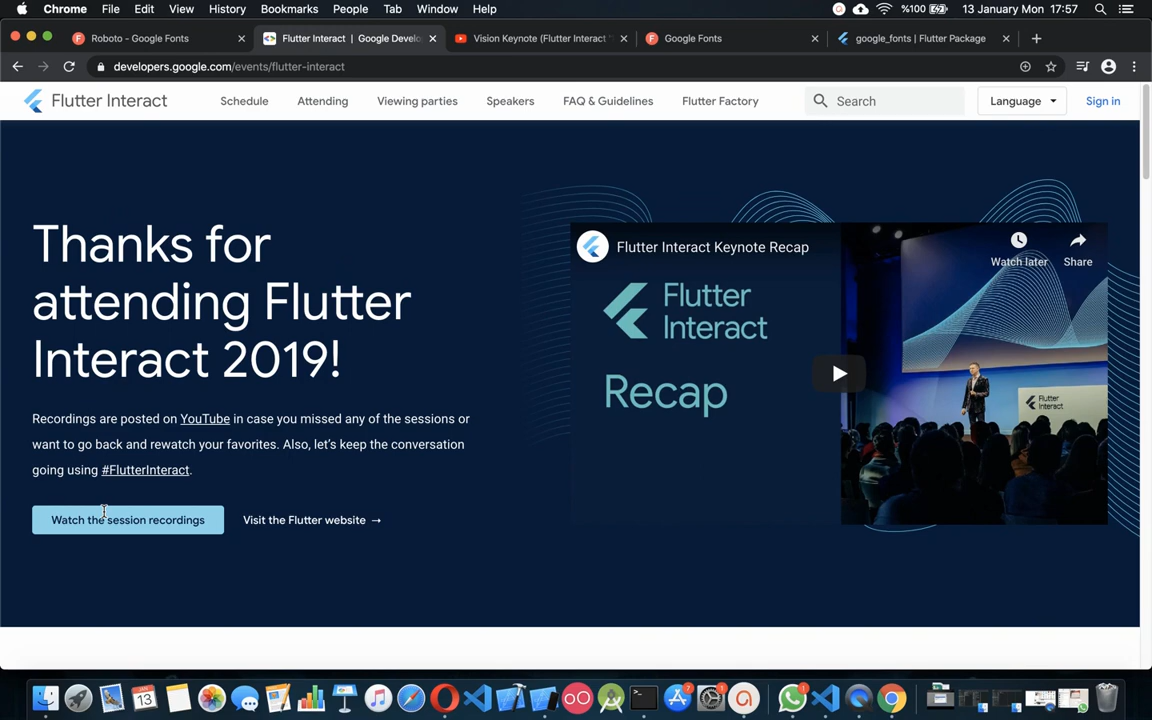 Chrome File Edit View History Bookmarks People Tab Window Help
%100 13 January Mon 17:57
Roboto - Google Fonts
Flutter Interact | Google Develo
Vision Keynote (Flutter Interact '
Google Fonts
google_fonts | Flutter Package
developers.google.com/events/flutter-interact
Flutter Interact
Schedule Attending Viewing parties Speakers FAQ & Guidelines Flutter Factory
Search
Language
Sign in
Thanks for
attending Flutter
Interact 2019!
Recordings are posted on YouTube in case you missed any of the sessions or
want to go back and rewatch your favorites. Also, let's keep the conversation
going using #FlutterInteract.
Watch the session recordings
Visit the Flutter website →
Flutter Interact Keynote Recap
Watch later
Share
Flutter
Interact
Recap
Flutter
Interact
JAN
13